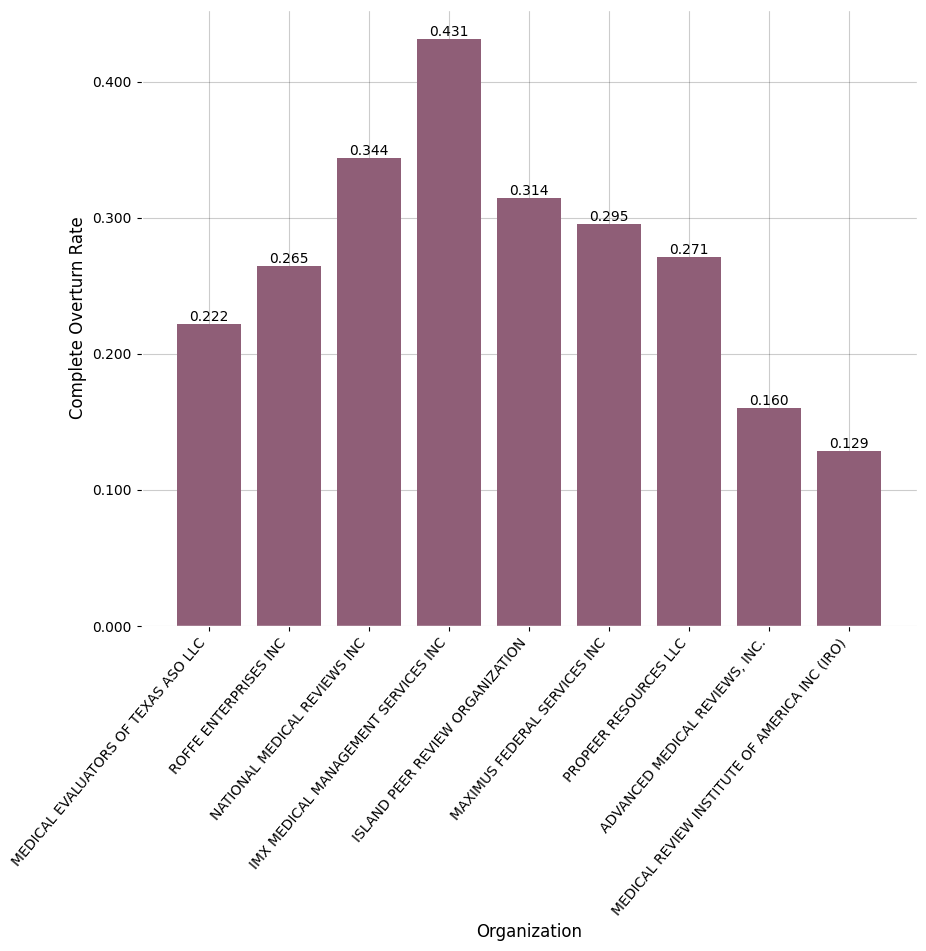 0.431
0.400
0.344
0.314
0.300
0.295
0.271
0.265
0.222
0.200
0.160
0.129
0.100
0.000
Complete Overturn Rate
MEDICAL EVALUATORS OF TEXAS ASO LLC
ROFFE ENTERPRISES INC
NATIONAL MEDICAL REVIEWS INC
IMX MEDICAL MANAGEMENT SERVICES INC
ISLAND PEER REVIEW ORGANIZATION
MAXIMUS FEDERAL SERVICES INC
PROPEER RESOURCES LLC
ADVANCED MEDICAL REVIEWS, INC.
MEDICAL REVIEW INSTITUTE OF AMERICA INC (IRO)
Organization